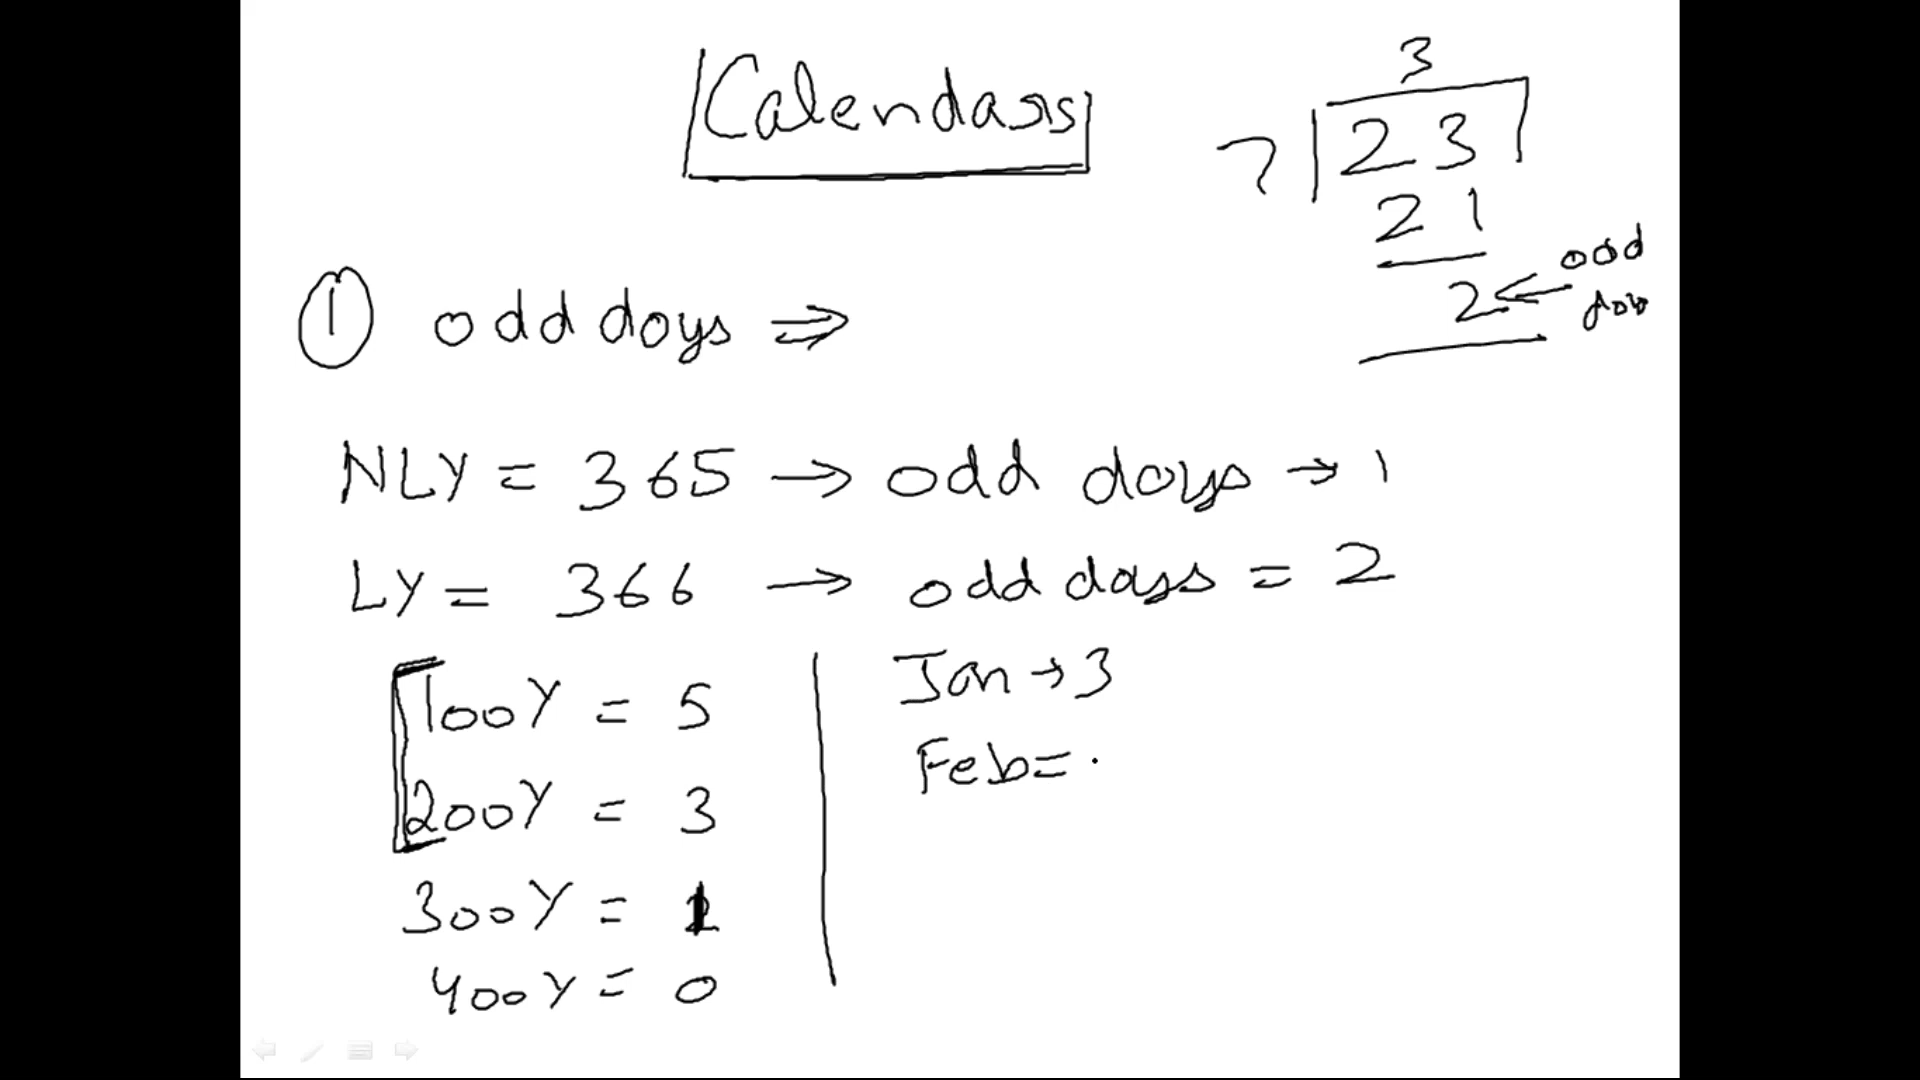 Calendars
3
7 23
21
2 ← odd
① odd days ⇒
NLY = 365 → odd days → 1
LY = 366 → odd days = 2
100Y = 5
200Y = 3
300Y = 1
400Y = 0
Jan → 3
Feb = .